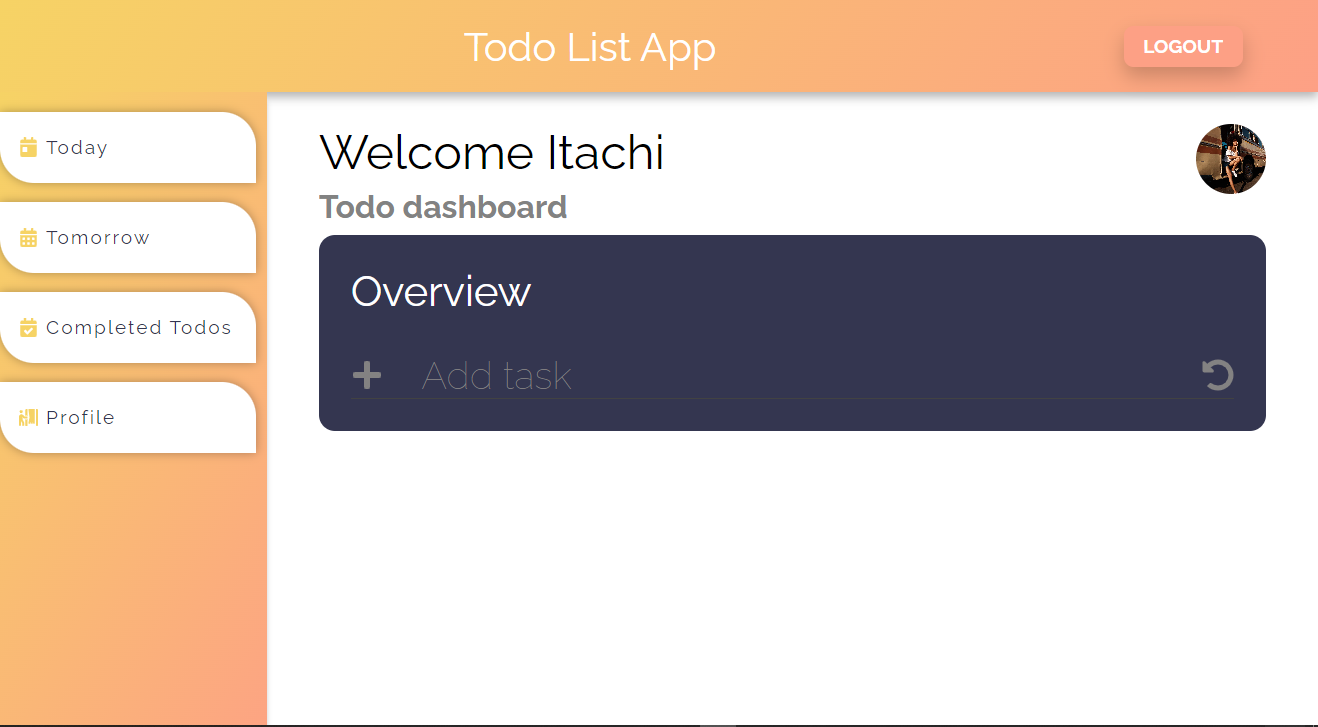 Todo List App
LOGOUT
Today
Tomorrow
Completed Todos
Profile
Welcome Itachi
Todo dashboard
Overview
Add task